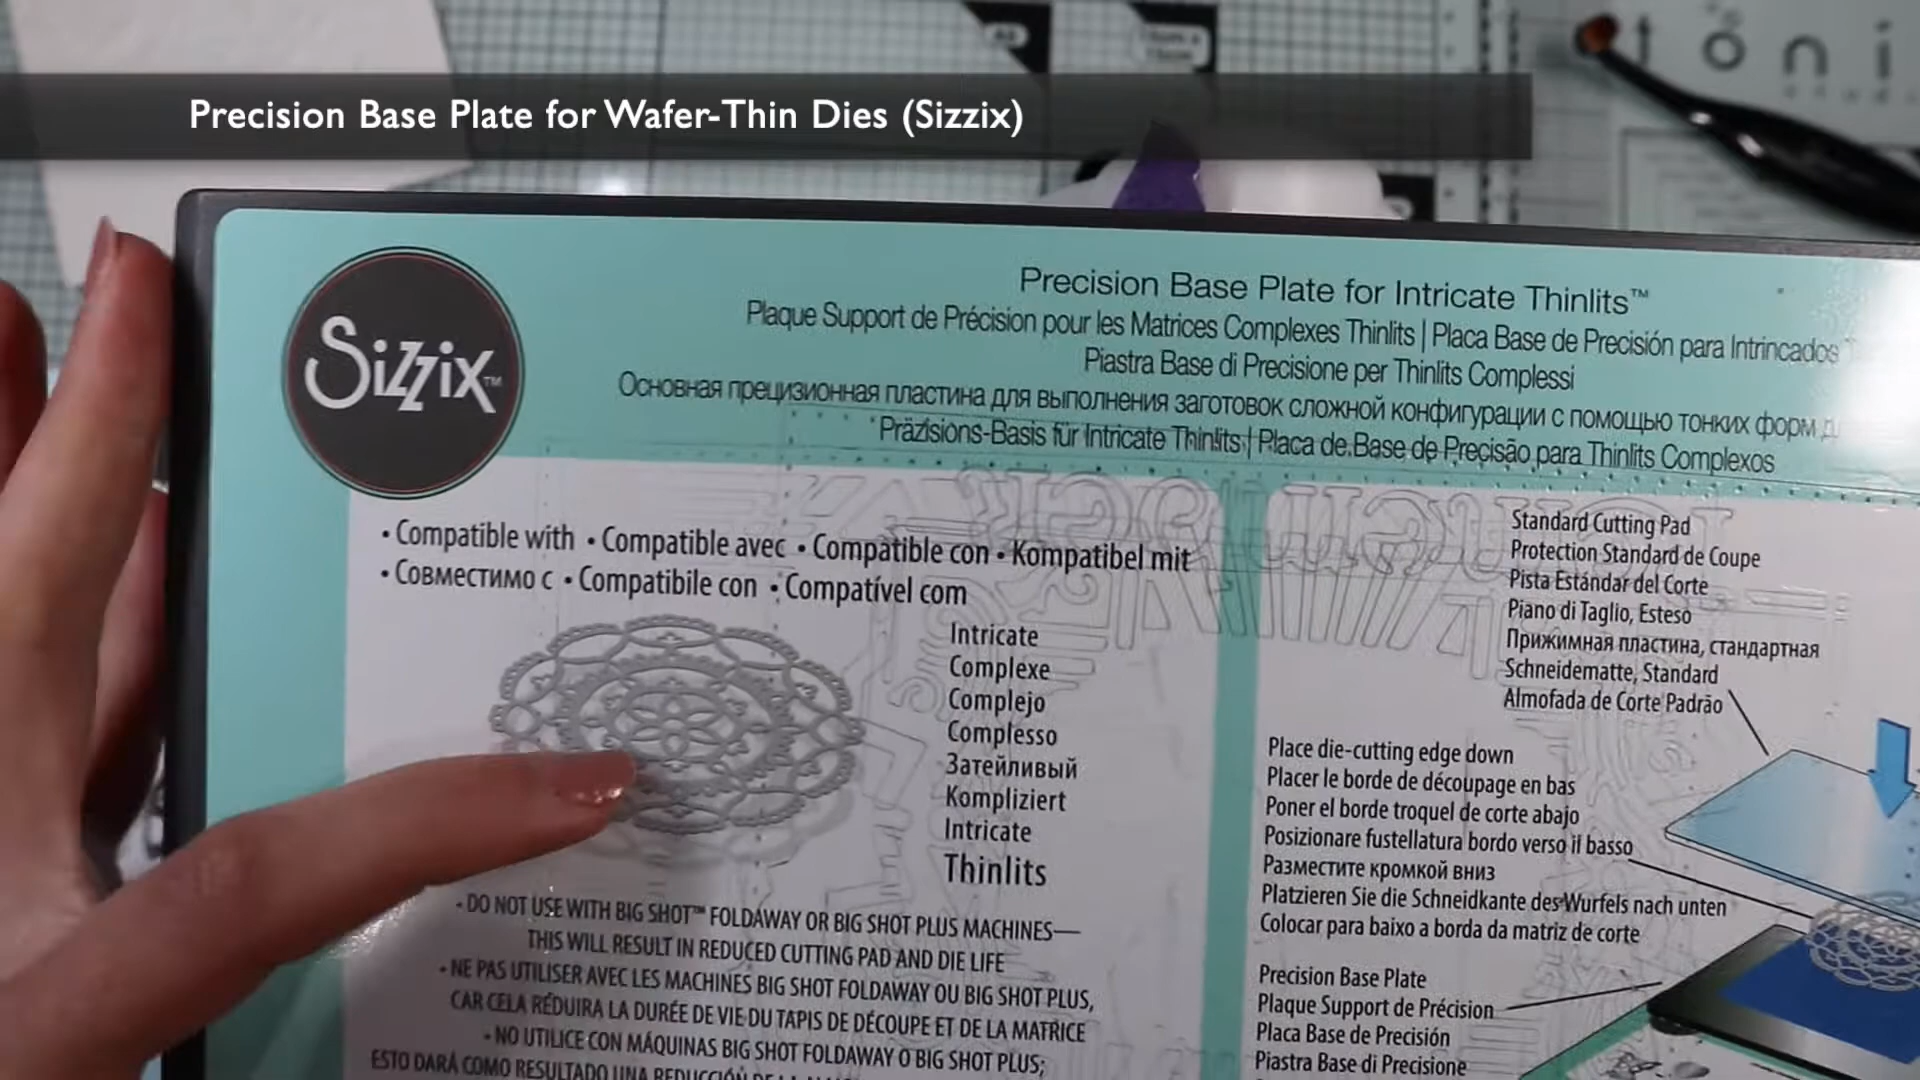 Precision Base Plate for Wafer-Thin Dies (Sizzix)
tóni
Sizzix™
Precision Base Plate for Intricate Thinlits™
Plaque Support de Précision pour les Matrices Complexes Thinlits | Placa Base de Precisión para Intrincados
Piastra Base di Precisione per Thinlits Complessi
Основная прецизионная пластина для выполнения заготовок сложной конфигурации с помощью тонких форм
Präzisions-Basis für Intricate Thinlits | Placa de Base de Precisão para Thinlits Complexos
• Compatible with • Compatible avec • Compatible con • Kompatibel mit
• Совместимо с • Compatibile con • Compatível com
Intricate
Complexe
Complejo
Complesso
Затейливый
Kompliziert
Intricate
Thinlits
• DO NOT USE WITH BIG SHOT™ FOLDAWAY OR BIG SHOT PLUS MACHINES—
THIS WILL RESULT IN REDUCED CUTTING PAD AND DIE LIFE
• NE PAS UTILISER AVEC LES MACHINES BIG SHOT FOLDAWAY OU BIG SHOT PLUS,
CAR CELA RÉDUIRA LA DURÉE DE VIE DU TAPIS DE DÉCOUPE ET DE LA MATRICE
• NO UTILICE CON MÁQUINAS BIG SHOT FOLDAWAY O BIG SHOT PLUS;
ESTO DARÁ COMO RESULTADO UNA REDUCCIÓN DE LA
Standard Cutting Pad
Protection Standard de Coupe
Pista Estándar del Corte
Piano di Taglio, Esteso
Прижимная пластина, стандартная
Schneidematte, Standard
Almofada de Corte Padrão
Place die-cutting edge down
Placer le borde de découpage en bas
Poner el borde troquel de corte abajo
Posizionare fustellatura bordo verso il basso
Разместите кромкой вниз
Platzieren Sie die Schneidkante des Wurfels nach unten
Colocar para baixo a borda da matriz de corte
Precision Base Plate
Plaque Support de Précision
Placa Base de Precisión
Piastra Base di Precisione